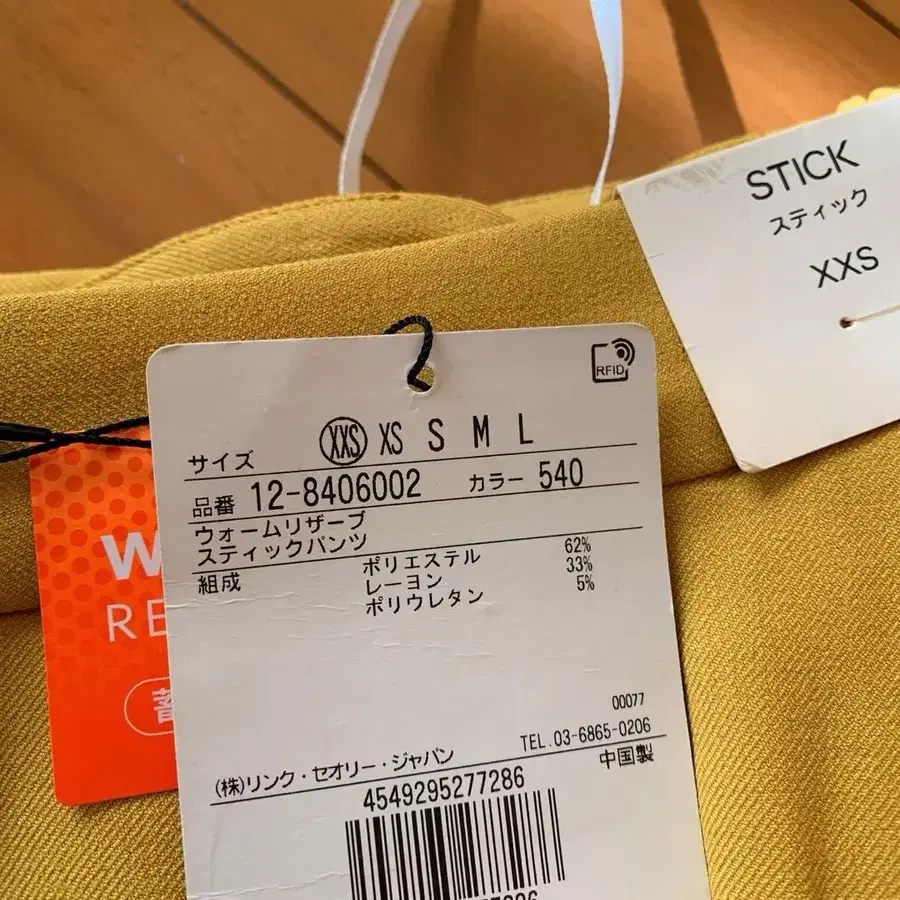 STICK
スティック
XXS
RFID
サイズ XXS XS S M L
品番 12-8406002 カラー 540
ウォームリザーブ
スティックパンツ
組成 ポリエステル 62%
レーヨン 33%
ポリウレタン 5%
00077
TEL.03-6865-0206
(株)リンク・セオリー・ジャパン
中国製
4549295277286
W
RE
蓄